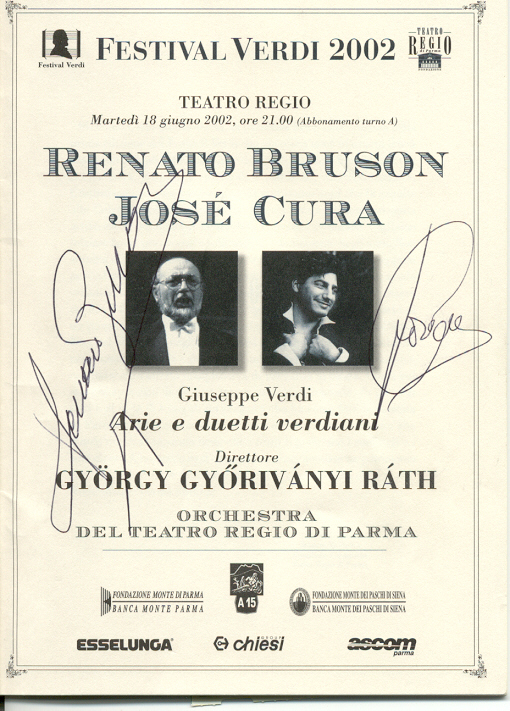 Festival Verdi
FESTIVAL VERDI 2002
TEATRO
REGIO
di Parma
TEATRO REGIO
Martedì 18 giugno 2002, ore 21.00 (Abbonamento turno A)
RENATO BRUSON
JOSÉ CURA
Renato Bruson
Giuseppe Verdi
Arie e duetti verdiani
Direttore
GYÖRGY GYŐRIVÁNYI RÁTH
ORCHESTRA
DEL TEATRO REGIO DI PARMA
FONDAZIONE MONTE DI PARMA
BANCA MONTE PARMA
A 15
FONDAZIONE MONTE DEI PASCHI DI SIENA
BANCA MONTE DEI PASCHI DI SIENA
ESSELUNGA
GROUP
chiesi
ascom
parma